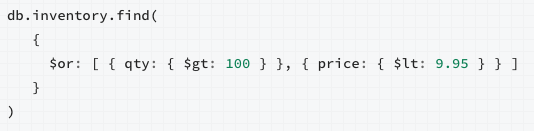 db.inventory.find(
{
$or: [ { qty: { $gt: 100 } }, { price: { $lt: 9.95 } } ]
}
)